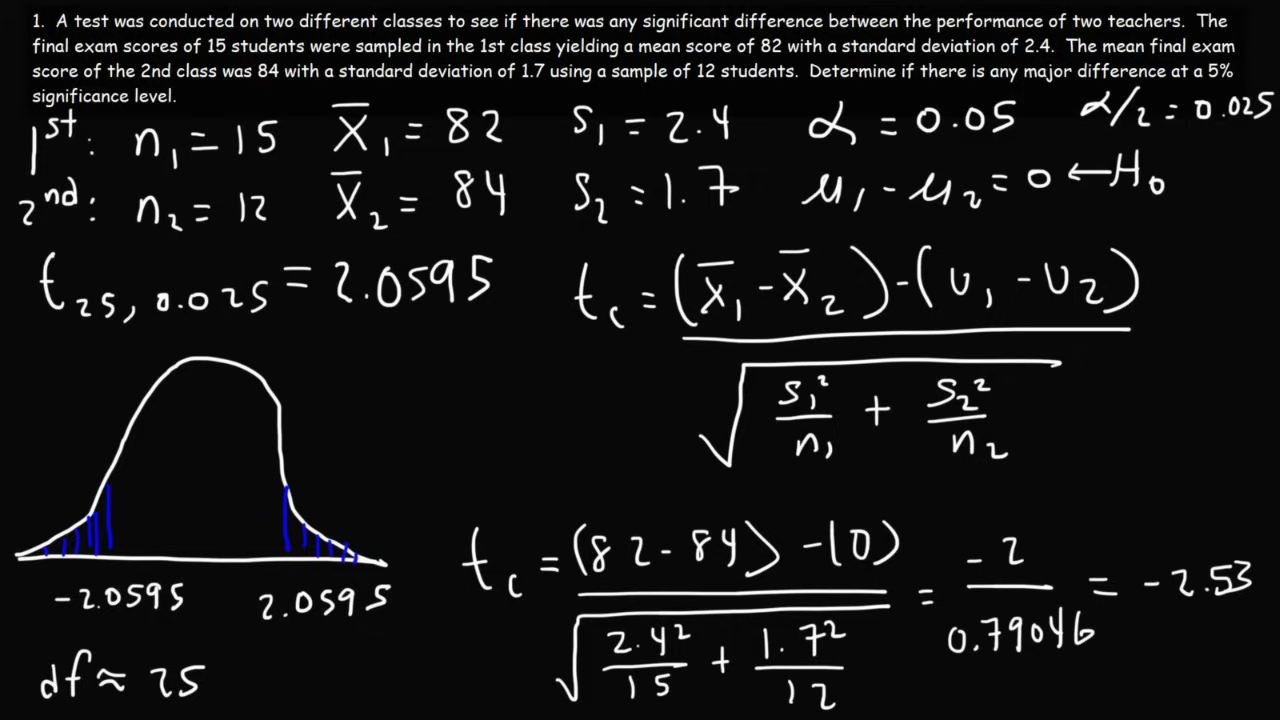 1. A test was conducted on two different classes to see if there was any significant difference between the performance of two teachers. The
final exam scores of 15 students were sampled in the 1st class yielding a mean score of 82 with a standard deviation of 2.4. The mean final exam
score of the 2nd class was 84 with a standard deviation of 1.7 using a sample of 12 students. Determine if there is any major difference at a 5%
significance level.
α/2 = 0.025
1st: n₁ = 15 X̅₁ = 82 S₁ = 2.4 α = 0.05
2nd: n₂ = 12 X̅₂ = 84 S₂ = 1.7 μ₁ - μ₂ = 0 ← H₀
t₂₅, ₀.₀₂₅ = 2.0595
t_c = (x̅₁ - x̅₂) - (υ₁ - υ₂) / √(s₁²/n₁ + s₂²/n₂)
-2.0595 2.0595
df ≈ 25
t_c = (82 - 84) - (0) / √(2.4²/15 + 1.7²/12) = -2 / 0.79046 = -2.53